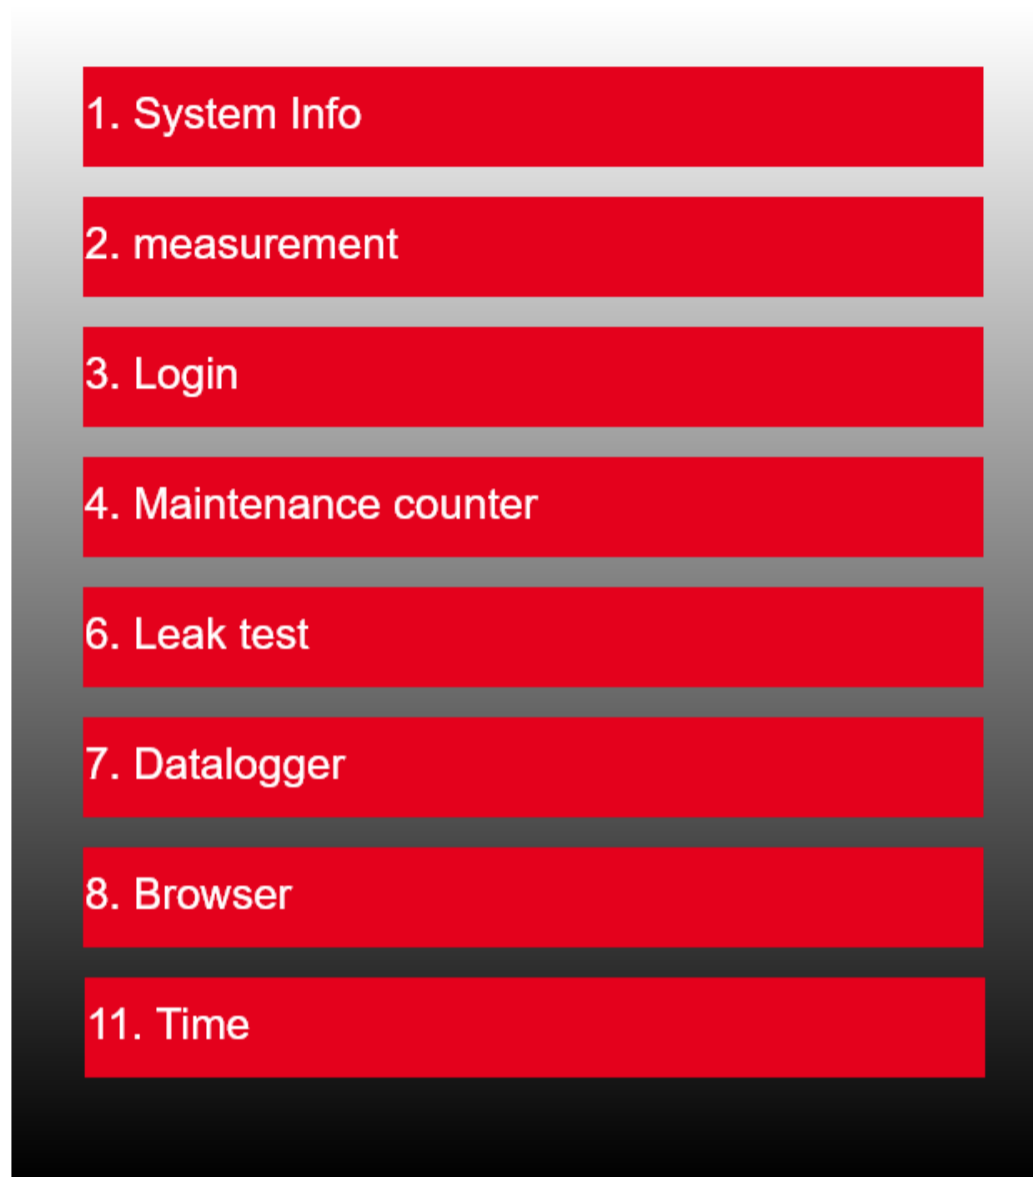 1. System Info
2. measurement
3. Login
4. Maintenance counter
6. Leak test
7. Datalogger
8. Browser
11. Time